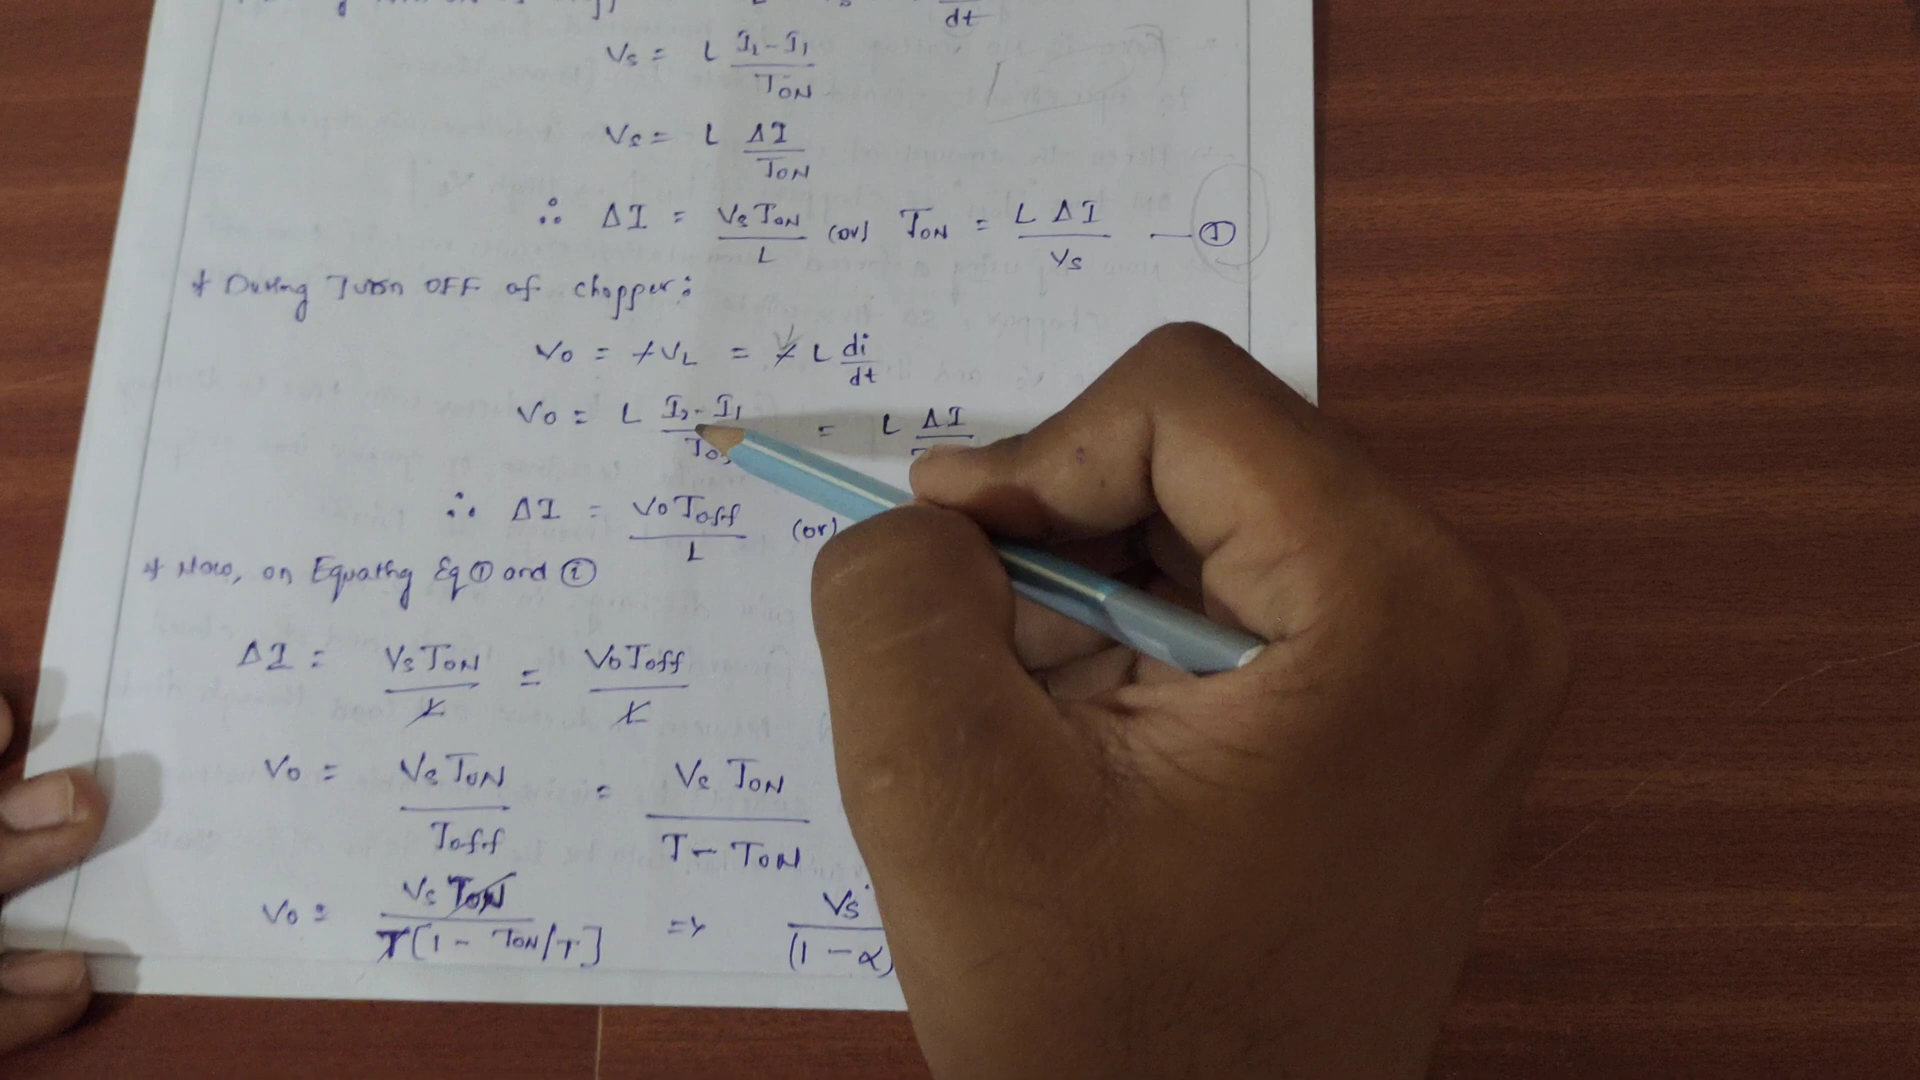 dt
Vs = L I2-I1 / TON
Vs = L ΔI / TON
∴ ΔI = Vs TON / L (or) TON = L ΔI / Vs — ①
* During Turn OFF of chopper:
Vo = +VL = L di / dt
Vo = L I2-I1 / = L ΔI
∴ ΔI = Vo Toff / L (or)
* Now, on Equating Eq ① and ②
ΔI = Vs TON / L = Vo Toff / L
Vo = Vs TON / Toff = Vs TON / T - TON
Vo = Vs TON / T[1 - TON/T] => Vs / (1 - α)